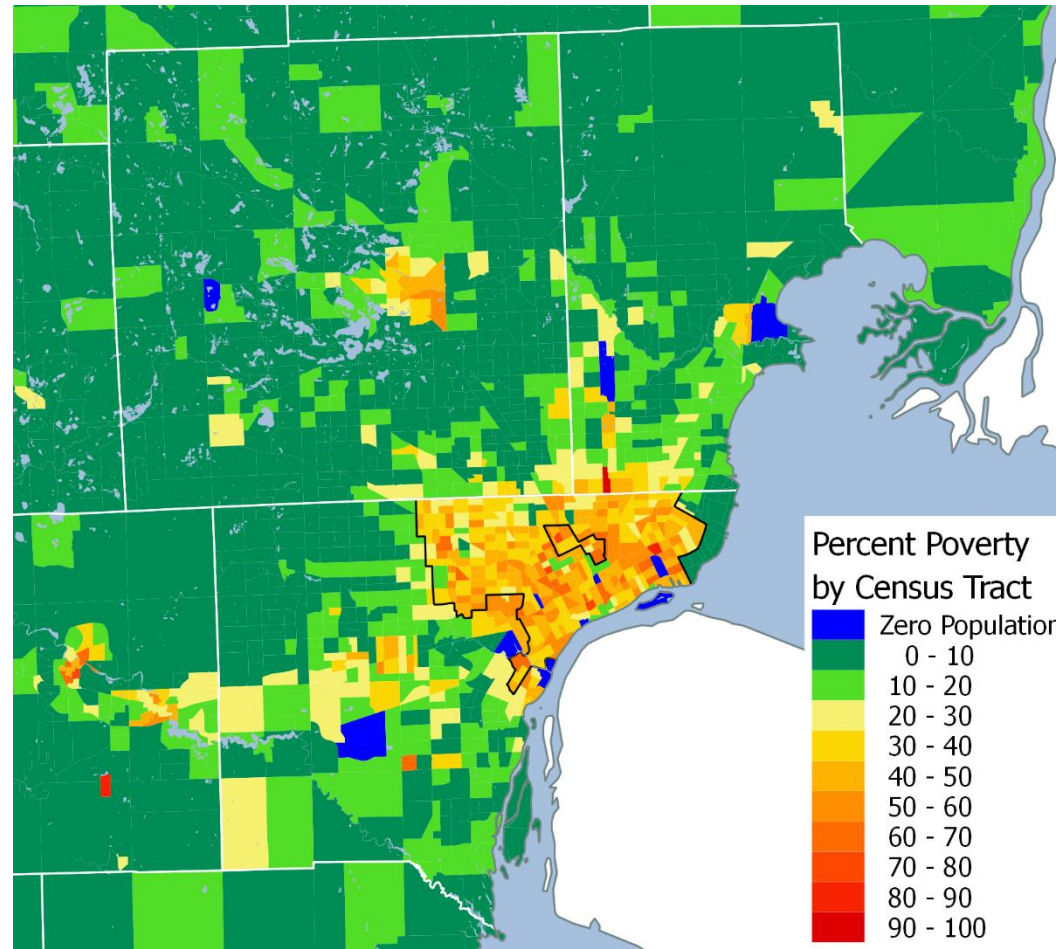 Percent Poverty
by Census Tract
Zero Population
0 - 10
10 - 20
20 - 30
30 - 40
40 - 50
50 - 60
60 - 70
70 - 80
80 - 90
90 - 100